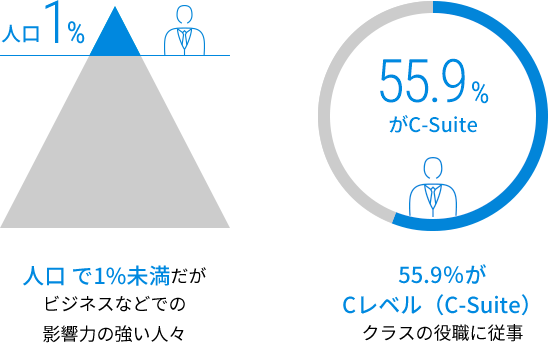 人口1%
55.9%
がC-Suite
人口 で1%未満だが
ビジネスなどでの
影響力の強い人々
55.9%が
Cレベル（C-Suite）
クラスの役職に従事